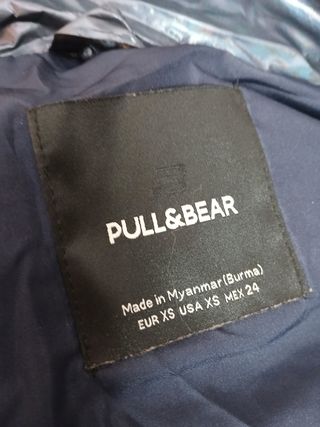 PULL&BEAR
Made in Myanmar (Burma)
EUR XS USA XS MEX 24